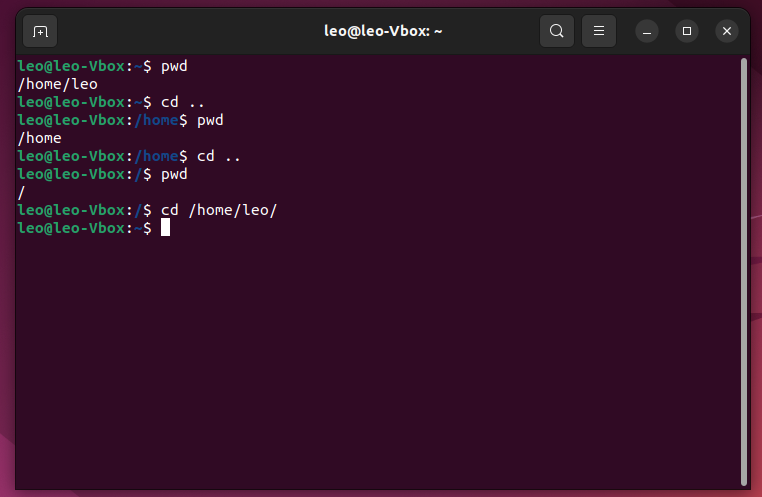 leo@leo-Vbox: ~
leo@leo-Vbox:~$ pwd
/home/leo
leo@leo-Vbox:~$ cd ..
leo@leo-Vbox:/home$ pwd
/home
leo@leo-Vbox:/home$ cd ..
leo@leo-Vbox:/$ pwd
/
leo@leo-Vbox:/$ cd /home/leo/
leo@leo-Vbox:~$